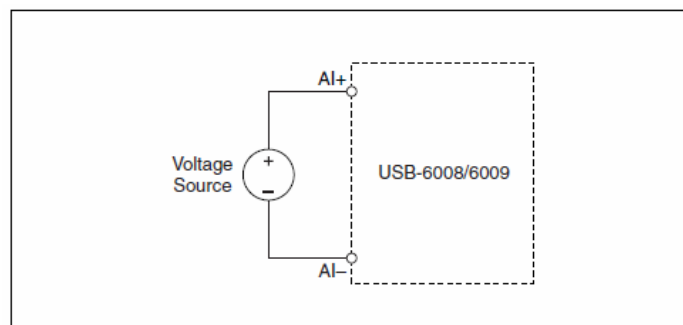 AI+
+
Voltage
Source
–
USB-6008/6009
AI–